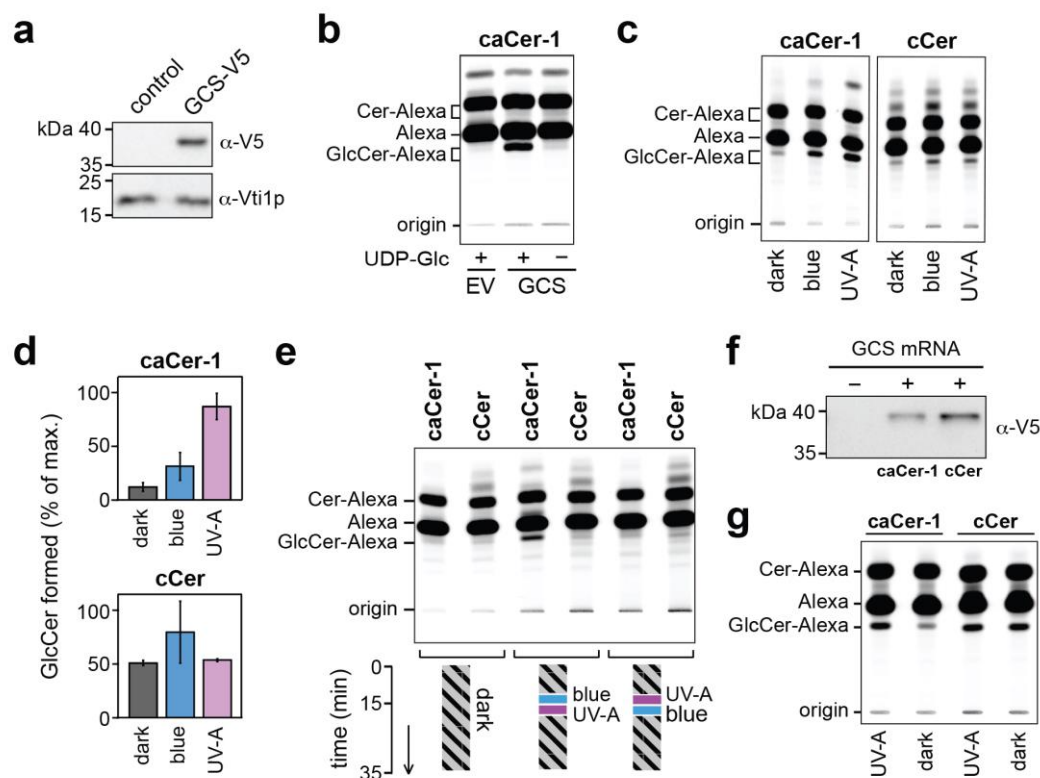 a
control
GCS-V5
kDa 40
35
α-V5
25
15
α-Vti1p
b
caCer-1
Cer-Alexa
Alexa
GlcCer-Alexa
origin
UDP-Glc + + –
EV GCS
c
caCer-1 cCer
Cer-Alexa
Alexa
GlcCer-Alexa
origin
dark blue UV-A dark blue UV-A
d
caCer-1
GlcCer formed (% of max.)
100
50
0
dark blue UV-A
cCer
100
50
0
dark blue UV-A
e
caCer-1 cCer caCer-1 cCer caCer-1 cCer
Cer-Alexa
Alexa
GlcCer-Alexa
origin
time (min)
0
15
35
dark
blue
UV-A
UV-A
blue
f
GCS mRNA
– + +
kDa 40
35
α-V5
caCer-1 cCer
g
caCer-1 cCer
Cer-Alexa
Alexa
GlcCer-Alexa
origin
UV-A dark UV-A dark